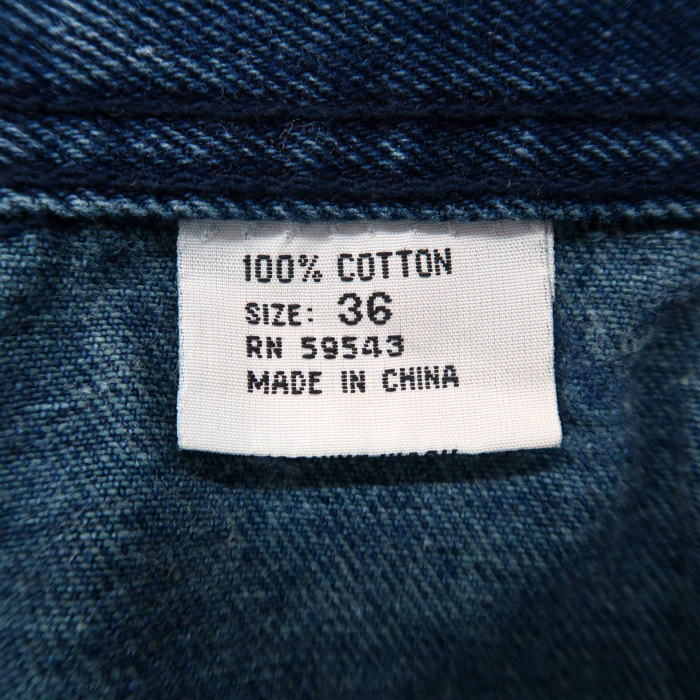 100% COTTON
SIZE: 36
RN 59543
MADE IN CHINA